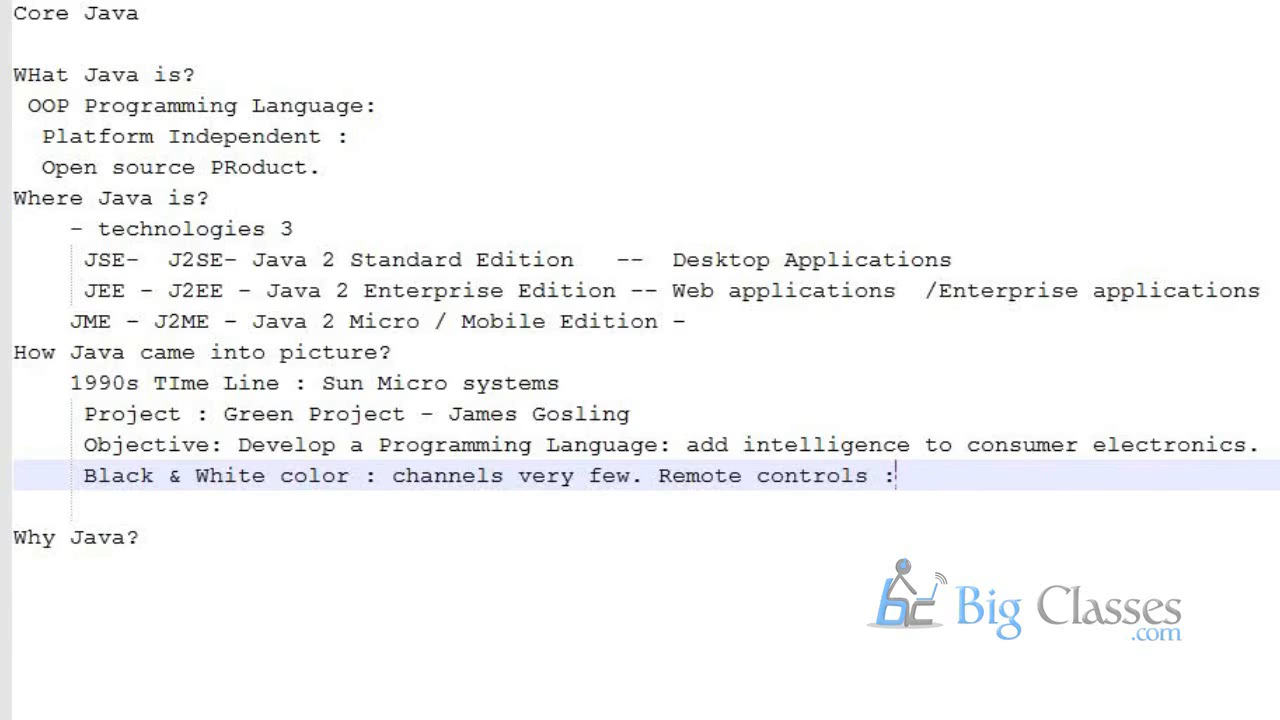 Core Java
WHat Java is?
OOP Programming Language:
Platform Independent :
Open source PRoduct.
Where Java is?
- technologies 3
JSE- J2SE- Java 2 Standard Edition -- Desktop Applications
JEE - J2EE - Java 2 Enterprise Edition -- Web applications /Enterprise applications
JME - J2ME - Java 2 Micro / Mobile Edition -
How Java came into picture?
1990s TIme Line : Sun Micro systems
Project : Green Project - James Gosling
Objective: Develop a Programming Language: add intelligence to consumer electronics.
Black & White color : channels very few. Remote controls :
Why Java?
bc Big Classes
.com